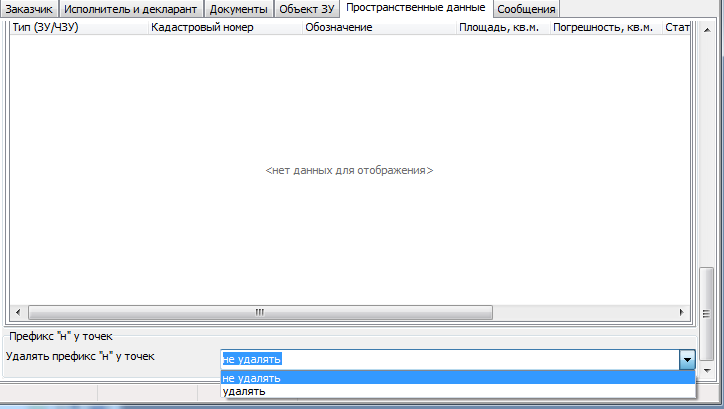 Заказчик Исполнитель и декларант Документы Объект ЗУ Пространственные данные Сообщения
Тип (ЗУ/ЧЗУ) Кадастровый номер Обозначение Площадь, кв.м. Погрешность, кв.м. Стат
<нет данных для отображения>
Префикс "н" у точек
Удалять префикс "н" у точек не удалять
не удалять
удалять